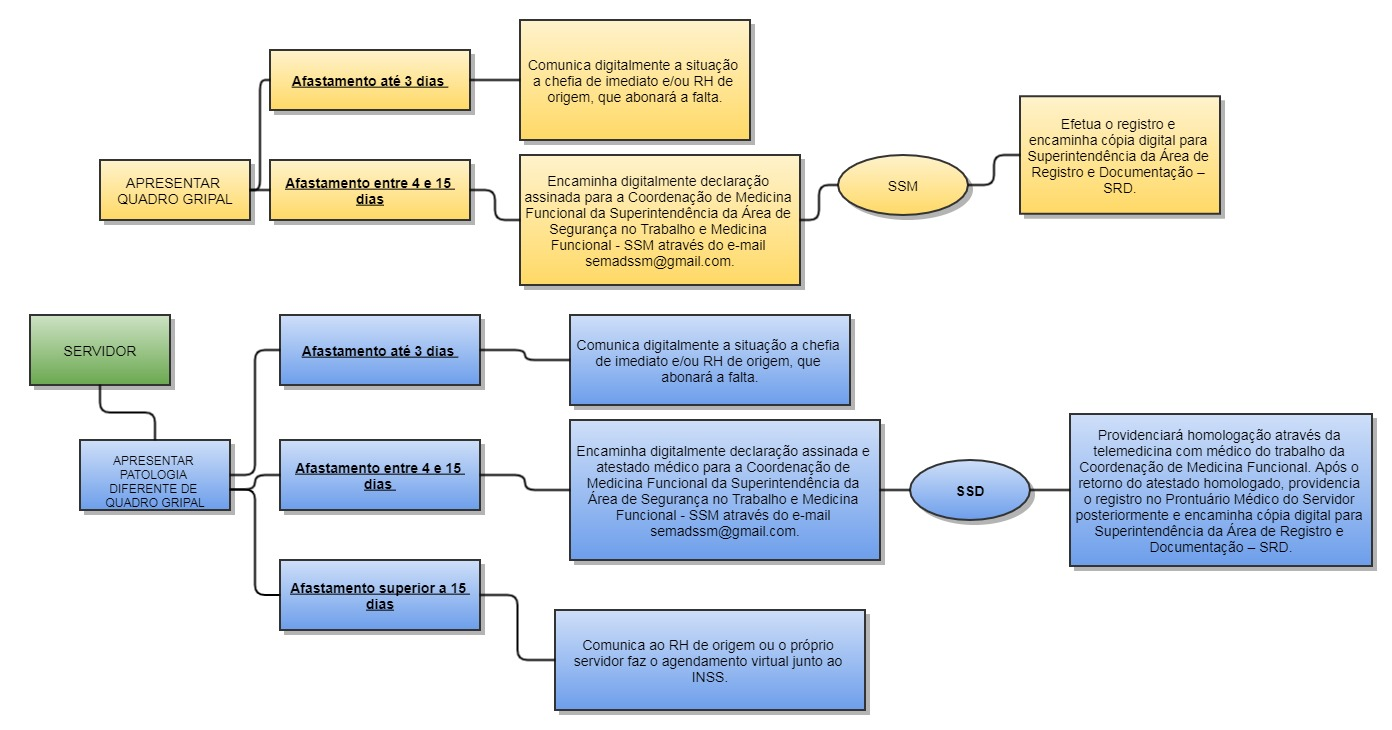 Afastamento até 3 dias
Comunica digitalmente a situação
a chefia de imediato e/ou RH de
origem, que abonará a falta.
APRESENTAR
QUADRO GRIPAL
Afastamento entre 4 e 15
dias
Encaminha digitalmente declaração
assinada para a Coordenação de Medicina
Funcional da Superintendência da Área de
Segurança no Trabalho e Medicina
Funcional - SSM através do e-mail
semadssm@gmail.com.
SSM
Efetua o registro e
encaminha cópia digital para
Superintendência da Área de
Registro e Documentação –
SRD.
SERVIDOR
APRESENTAR
PATOLOGIA
DIFERENTE DE
QUADRO GRIPAL
Afastamento até 3 dias
Comunica digitalmente a situação a chefia
de imediato e/ou RH de origem, que
abonará a falta.
Afastamento entre 4 e 15
dias
Encaminha digitalmente declaração assinada e
atestado médico para a Coordenação de
Medicina Funcional da Superintendência da
Área de Segurança no Trabalho e Medicina
Funcional - SSM através do e-mail
semadssm@gmail.com.
SSD
Providenciará homologação através da
telemedicina com médico do trabalho da
Coordenação de Medicina Funcional. Após o
retorno do atestado homologado, providencia
o registro no Prontuário Médico do Servidor
posteriormente e encaminha cópia digital para
Superintendência da Área de Registro e
Documentação – SRD.
Afastamento superior a 15
dias
Comunica ao RH de origem ou o próprio
servidor faz o agendamento virtual junto ao
INSS.